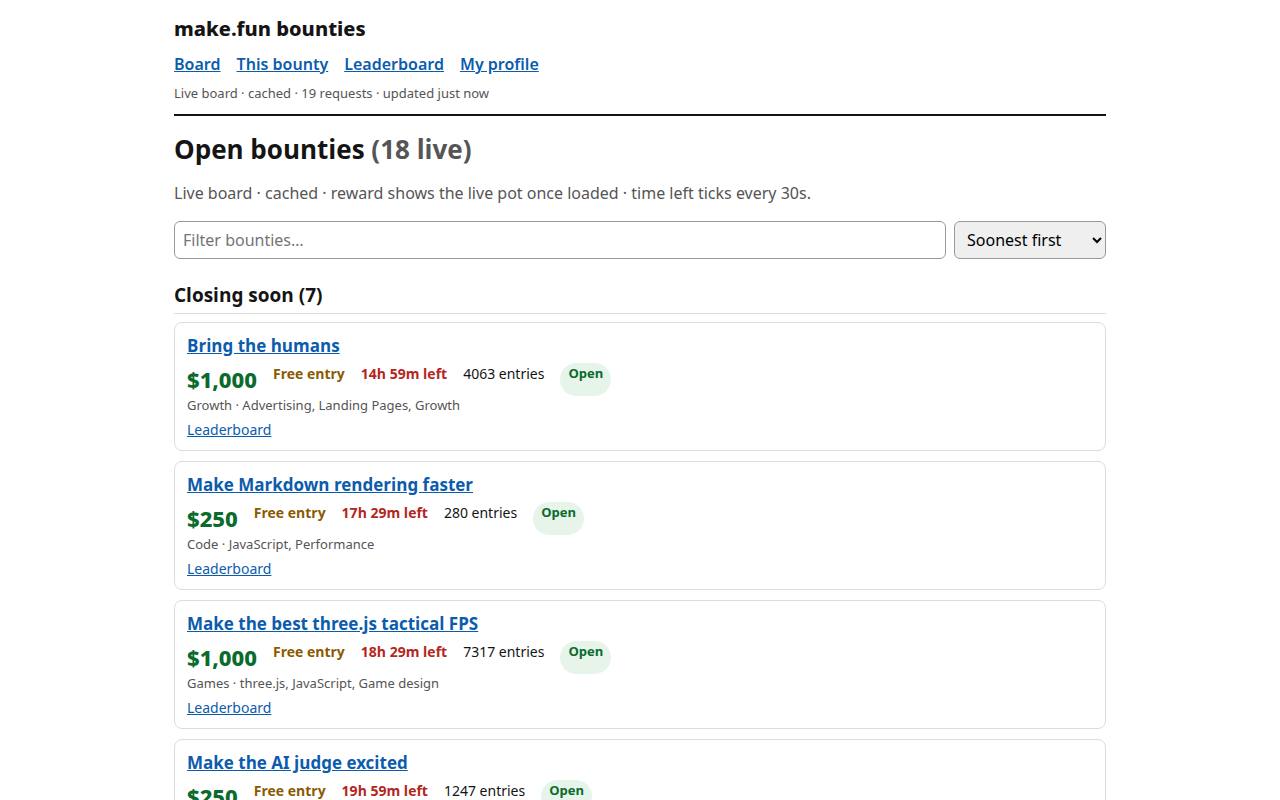 make.fun bounties
Board This bounty Leaderboard My profile
Live board · cached · 19 requests · updated just now
Open bounties (18 live)
Live board · cached · reward shows the live pot once loaded · time left ticks every 30s.
Filter bounties... Soonest first
Closing soon (7)
Bring the humans
$1,000 Free entry 14h 59m left 4063 entries Open
Growth · Advertising, Landing Pages, Growth
Leaderboard
Make Markdown rendering faster
$250 Free entry 17h 29m left 280 entries Open
Code · JavaScript, Performance
Leaderboard
Make the best three.js tactical FPS
$1,000 Free entry 18h 29m left 7317 entries Open
Games · three.js, JavaScript, Game design
Leaderboard
Make the AI judge excited
$250 Free entry 19h 59m left 1247 entries Open